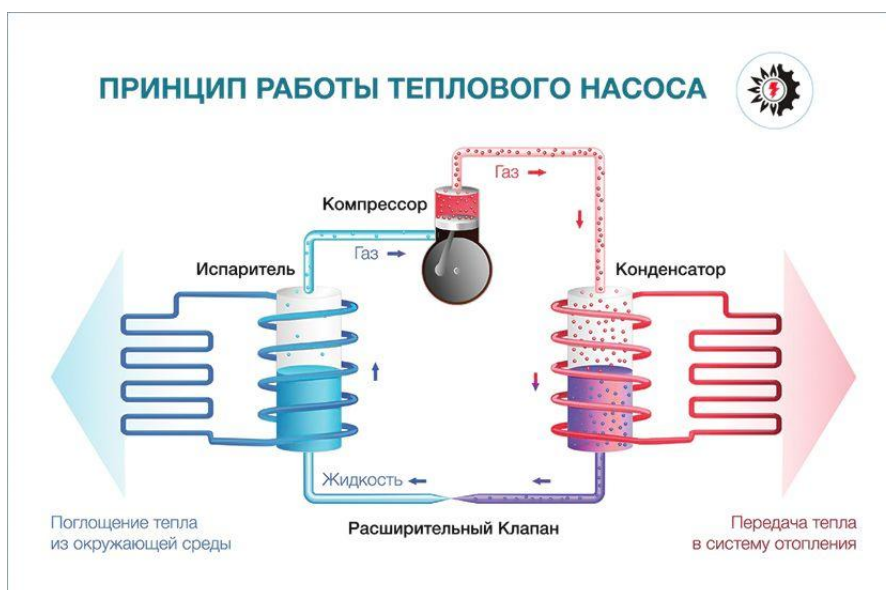 ПРИНЦИП РАБОТЫ ТЕПЛОВОГО НАСОСА
Газ
Компрессор
Газ
Испаритель
Конденсатор
Жидкость
Расширительный Клапан
Поглощение тепла
из окружающей среды
Передача тепла
в систему отопления